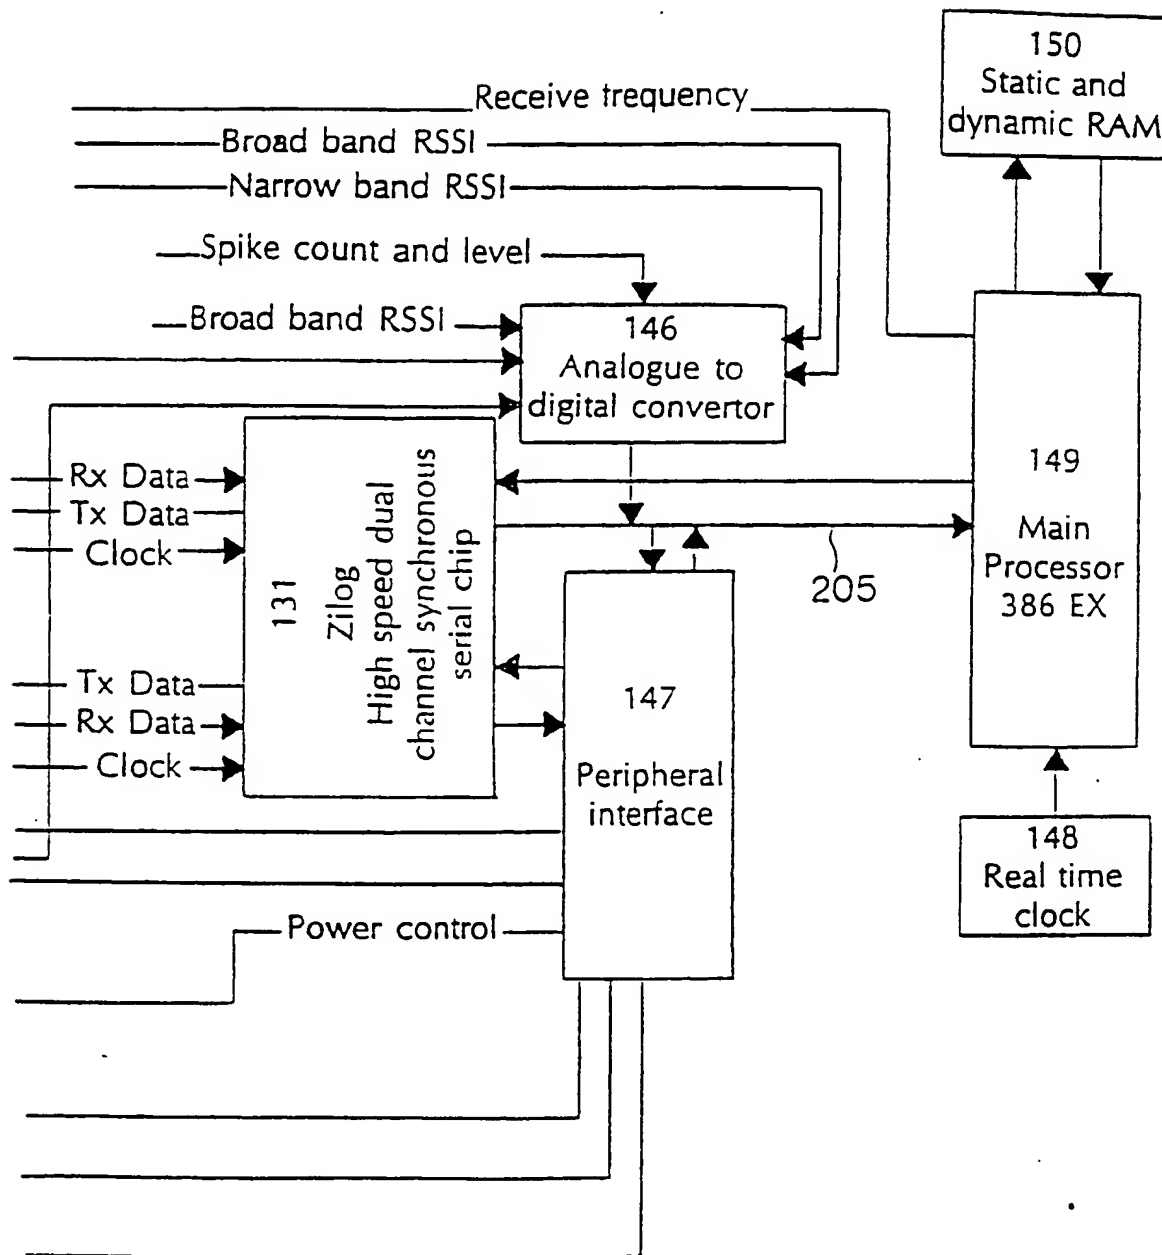 150
Static and
dynamic RAM
Receive trequency
Broad band RSSI
Narrow band RSSI
Spike count and level
Broad band RSSI
146
Analogue to
digital convertor
Rx Data
Tx Data
Clock
131
Zilog
High speed dual
channel synchronous
serial chip
149
Main
Processor
386 EX
205
Tx Data
Rx Data
Clock
147
Peripheral
interface
148
Real time
clock
Power control